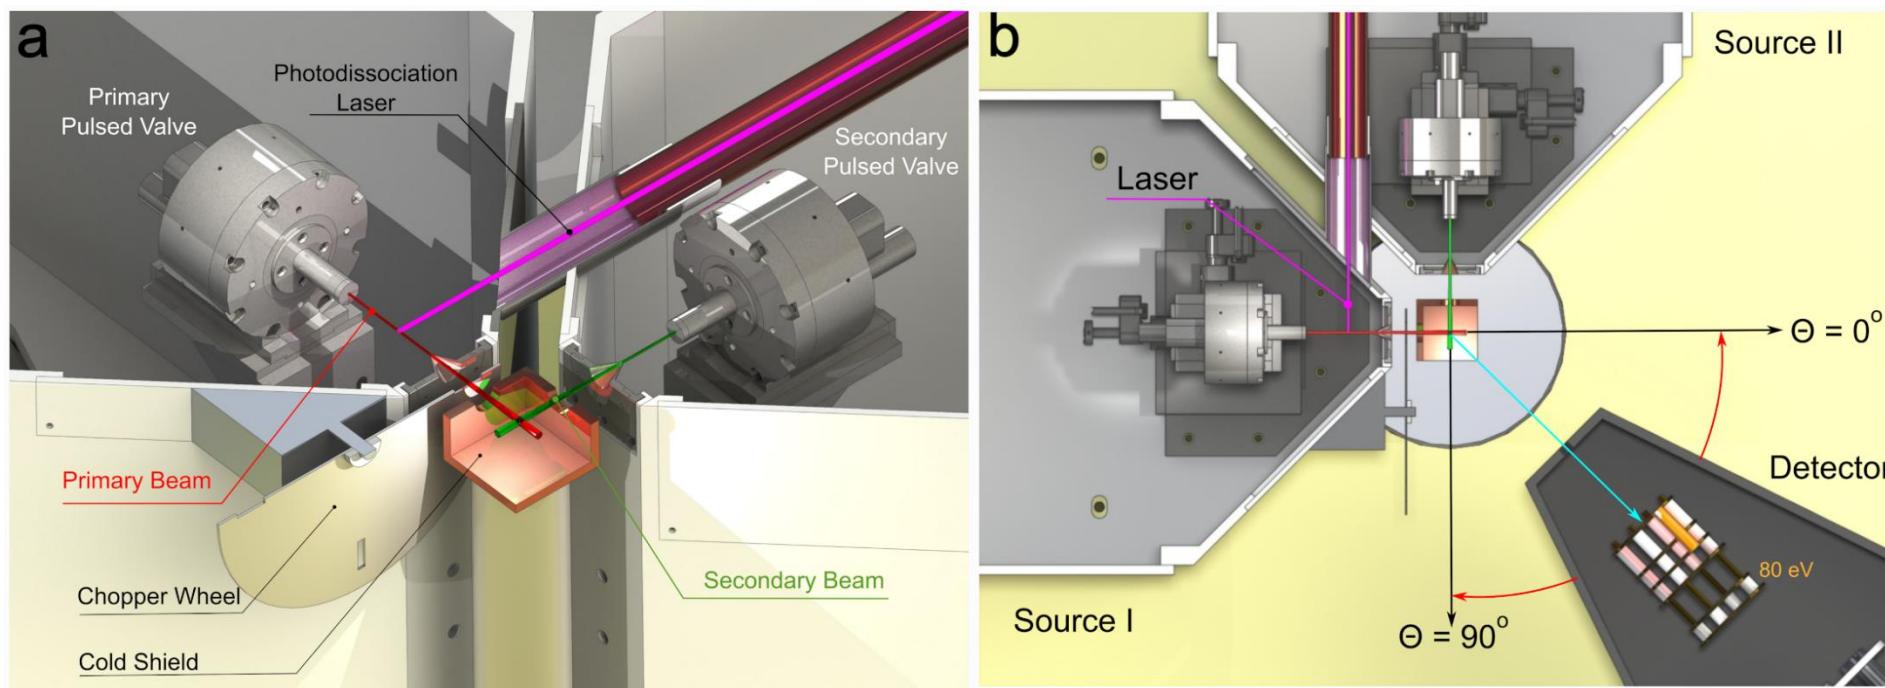 a
Photodissociation
Laser
Primary
Pulsed Valve
Secondary
Pulsed Valve
Primary Beam
Secondary Beam
Chopper Wheel
Cold Shield
b
Source II
Laser
Θ = 0°
Detector
80 eV
Source I
Θ = 90°